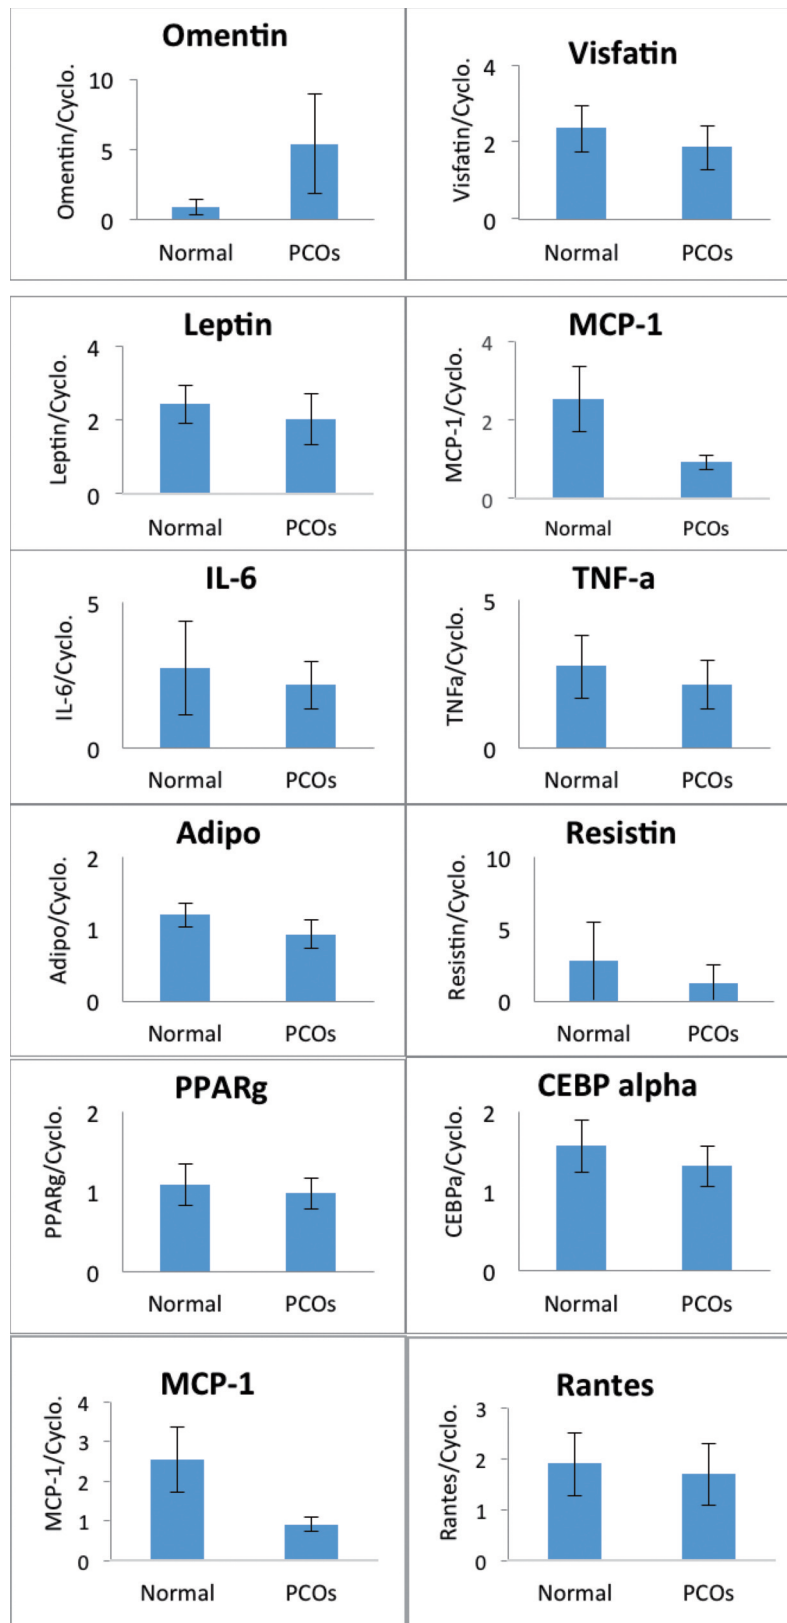 Omentin
Omentin/Cyclo.
10
5
0
Normal PCOs
Visfatin
Visfatin/Cyclo.
4
2
0
Normal PCOs
Leptin
Leptin/Cyclo.
4
2
0
Normal PCOs
MCP-1
MCP-1/Cyclo.
4
2
0
Normal PCOs
IL-6
IL-6/Cyclo.
5
0
Normal PCOs
TNF-a
TNFa/Cyclo.
5
0
Normal PCOs
Adipo
Adipo/Cyclo.
2
1
0
Normal PCOs
Resistin
Resistin/Cyclo.
10
5
0
Normal PCOs
PPARg
PPARg/Cyclo.
2
1
0
Normal PCOs
CEBP alpha
CEBPa/Cyclo.
2
1
0
Normal PCOs
MCP-1
MCP-1/Cyclo.
4
3
2
1
0
Normal PCOs
Rantes
Rantes/Cyclo.
3
2
1
0
Normal PCOs